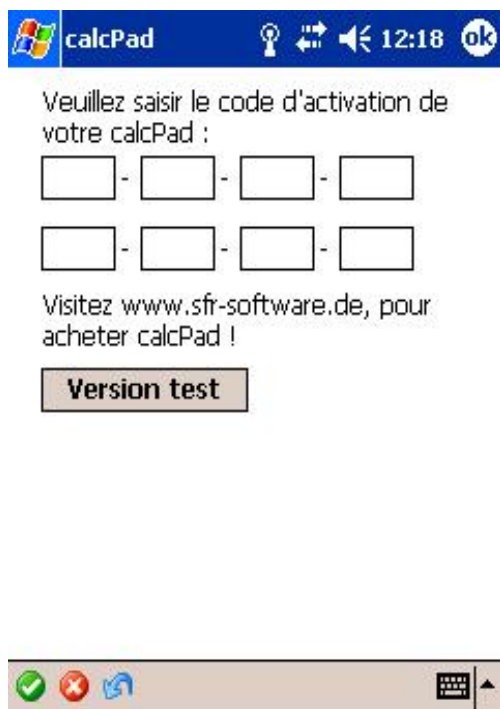 calcPad 12:18 ok
Veuillez saisir le code d'activation de
votre calcPad :
- - -
- - -
Visitez www.sfr-software.de, pour
acheter calcPad !
Version test